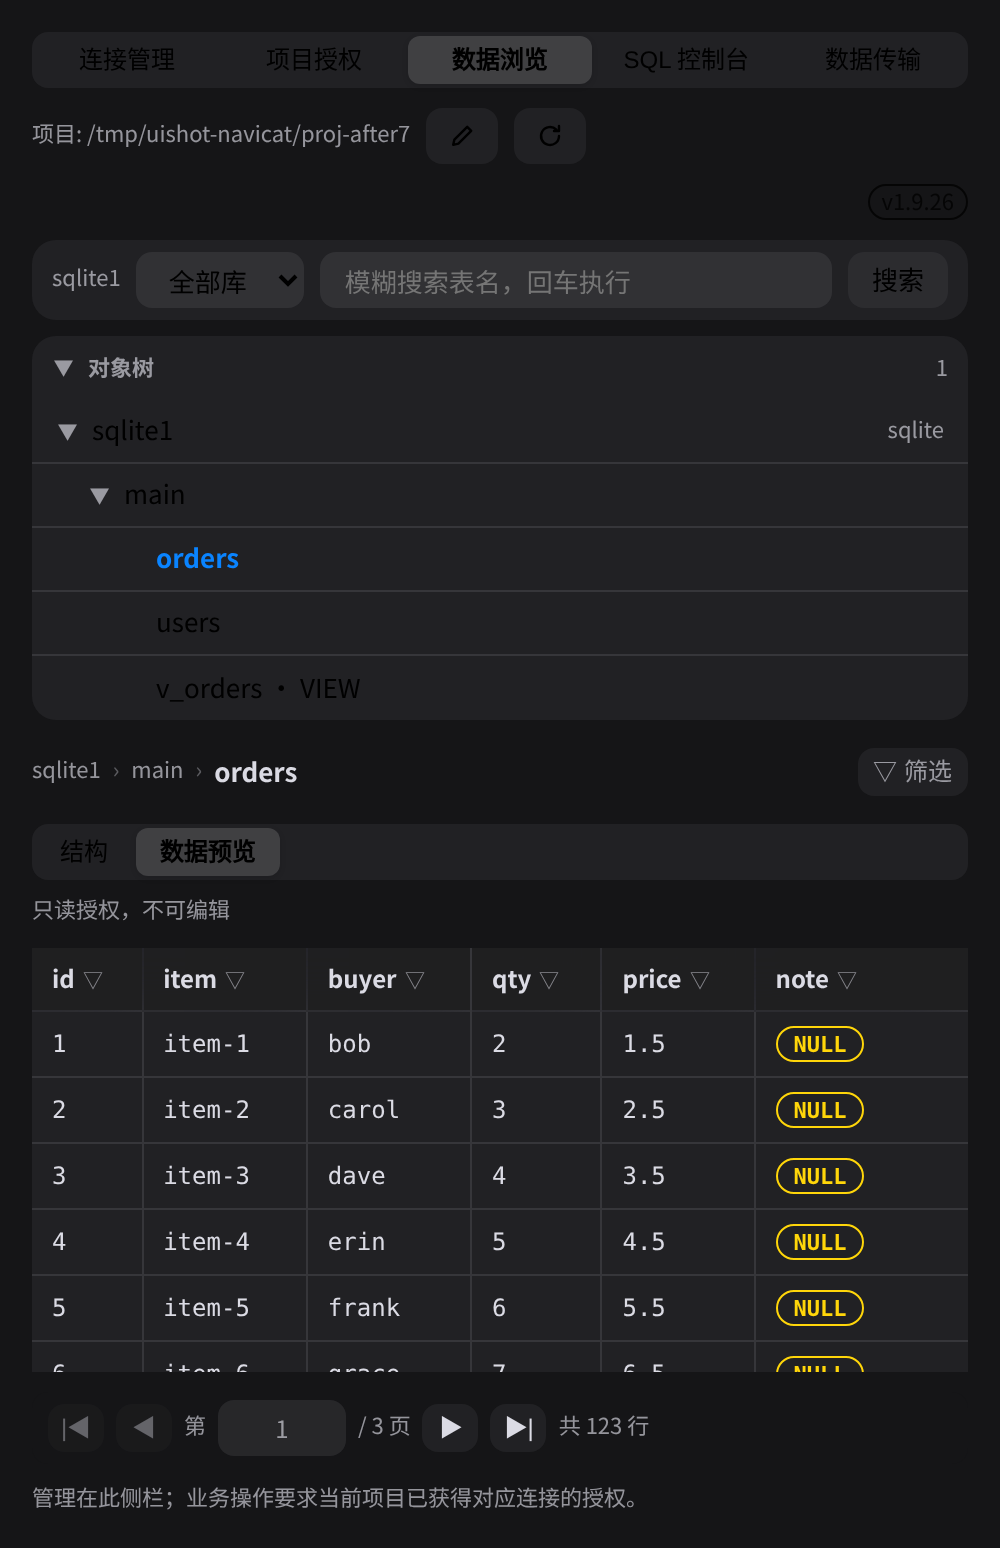 连接管理 项目授权 数据浏览 SQL 控制台 数据传输
项目: /tmp/uishot-navicat/proj-after7
v1.9.26
sqlite1 全部库 模糊搜索表名，回车执行 搜索
▼ 对象树 1
▼ sqlite1 sqlite
▼ main
orders
users
v_orders · VIEW
sqlite1 › main › orders ▽ 筛选
结构 数据预览
只读授权，不可编辑
id ▽ item ▽ buyer ▽ qty ▽ price ▽ note ▽
1 item-1 bob 2 1.5 NULL
2 item-2 carol 3 2.5 NULL
3 item-3 dave 4 3.5 NULL
4 item-4 erin 5 4.5 NULL
5 item-5 frank 6 5.5 NULL
6 item-6 grace 7 6.5 NULL
|◀ ◀ 第 1 / 3 页 ▶ ▶| 共 123 行
管理在此侧栏；业务操作要求当前项目已获得对应连接的授权。